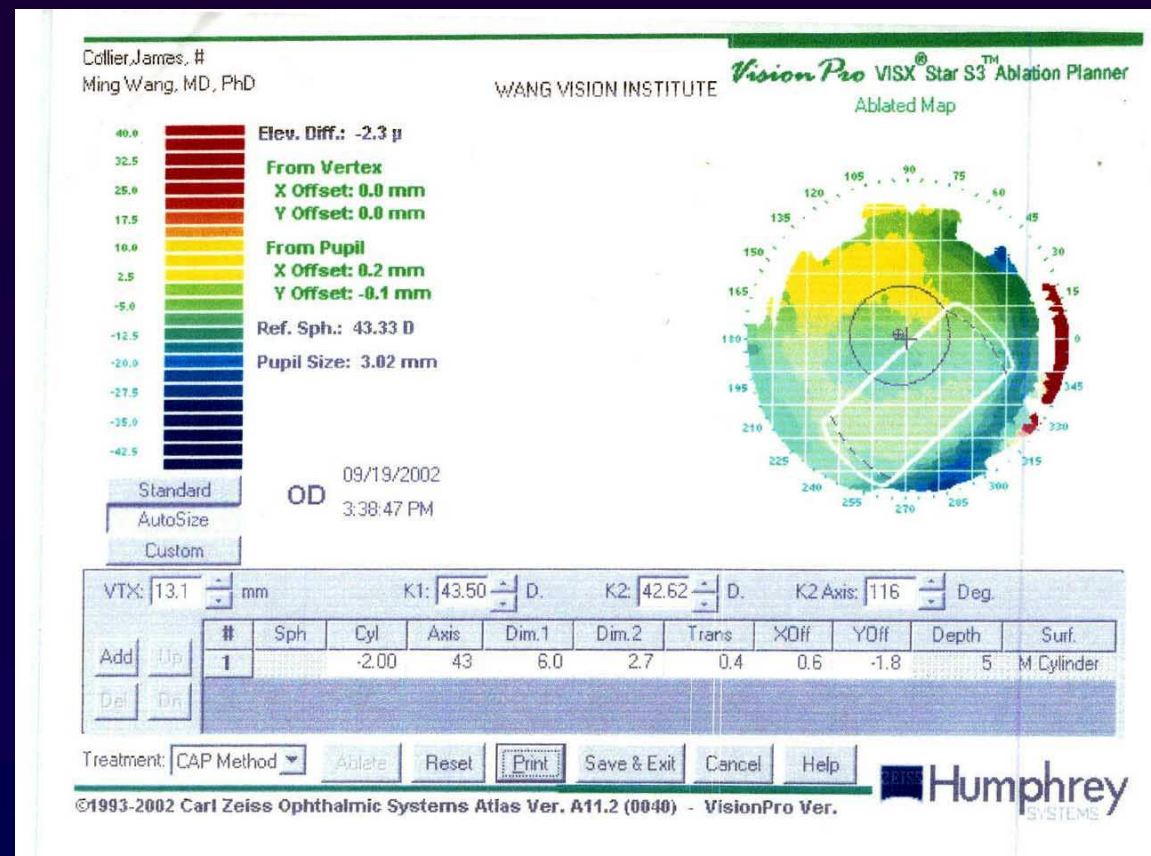 Collier,James, #
Ming Wang, MD, PhD
WANG VISION INSTITUTE
Vision Pro VISX® Star S3™ Ablation Planner
Ablated Map
40.0
32.5
25.0
17.5
10.0
2.5
-5.0
-12.5
-20.0
-27.5
-35.0
-42.5
Elev. Diff.: -2.3 µ
From Vertex
X Offset: 0.0 mm
Y Offset: 0.0 mm
From Pupil
X Offset: 0.2 mm
Y Offset: -0.1 mm
Ref. Sph.: 43.33 D
Pupil Size: 3.02 mm
105 90 75
120 60
135 45
150 30
165 15
180 0
195 345
210 330
225 315
240 300
255 270 285
Standard
AutoSize
Custom
OD
09/19/2002
3:38:47 PM
VTX: 13.1 mm K1: 43.50 D. K2: 42.62 D. K2 Axis: 116 Deg.
# Sph Cyl Axis Dim.1 Dim.2 Trans XOff YOff Depth Surf.
1 -2.00 43 6.0 2.7 0.4 0.6 -1.8 5 M Cylinder
Add Up
Del Dn
Treatment: CAP Method Ablate Reset Print Save & Exit Cancel Help
ZEISS Humphrey
SYSTEMS
©1993-2002 Carl Zeiss Ophthalmic Systems Atlas Ver. A11.2 (0040) - VisionPro Ver.